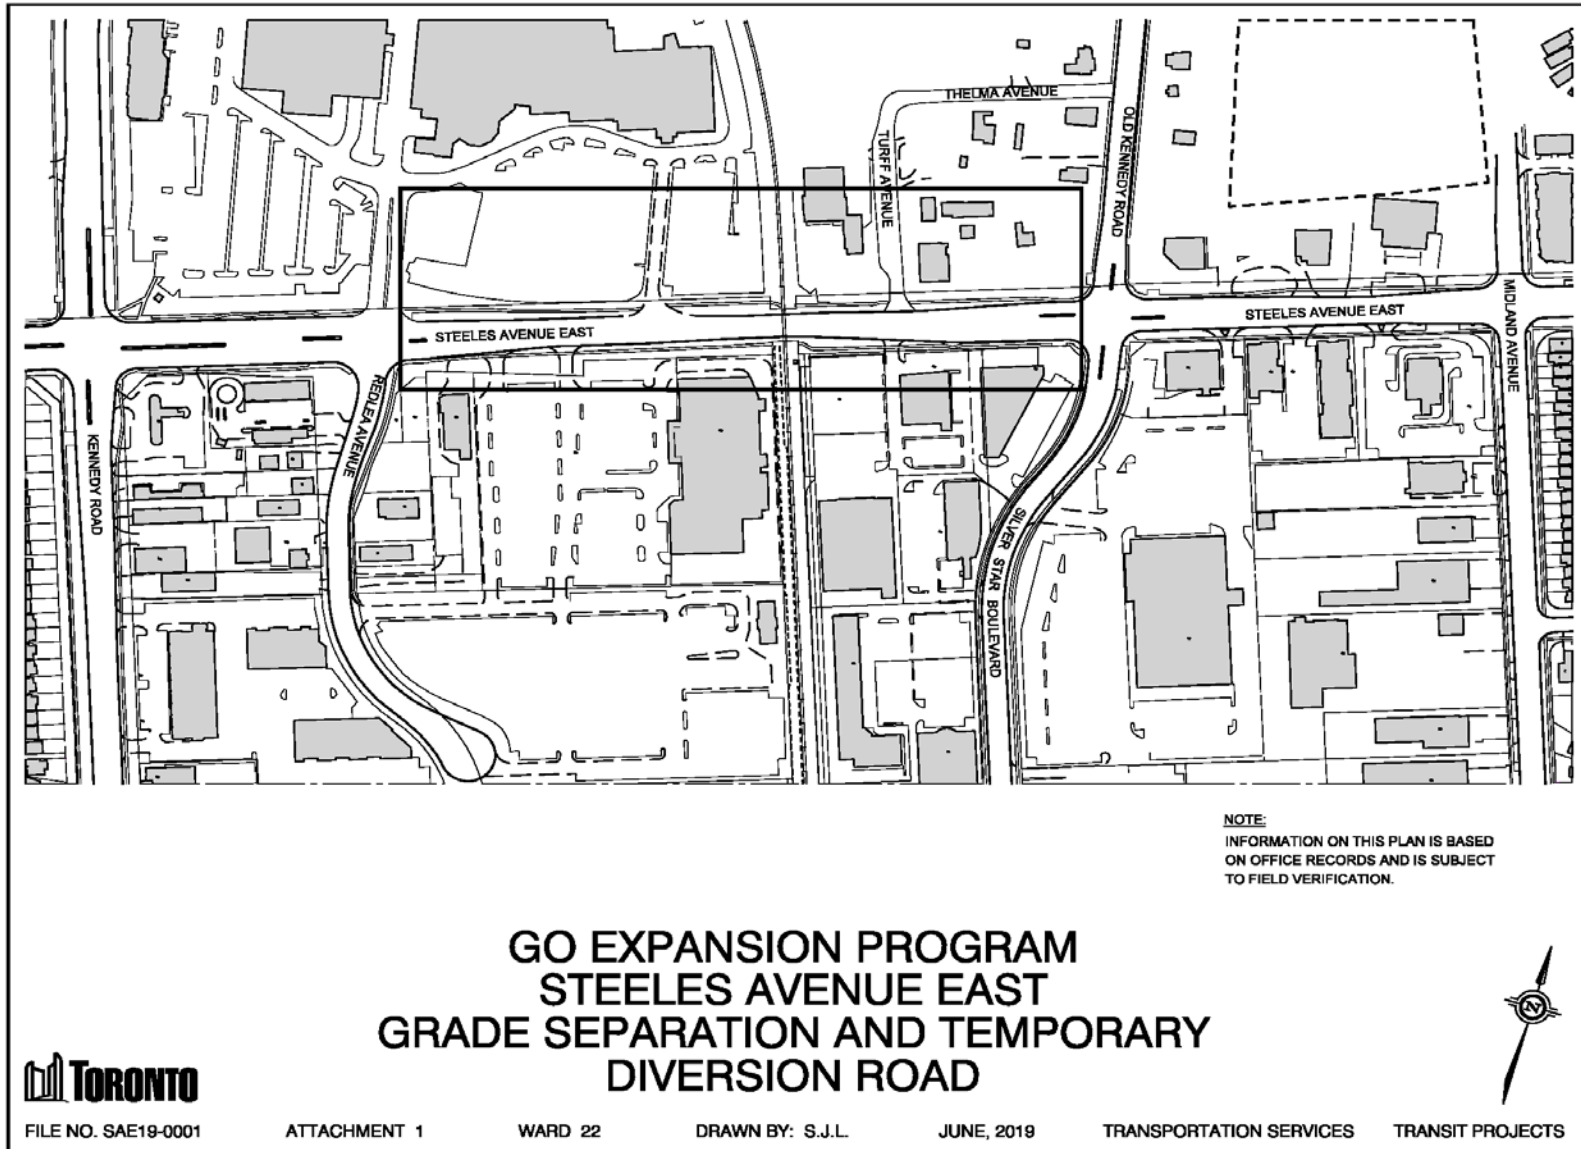 THELMA AVENUE
TURFF AVENUE
OLD KENNEDY ROAD
STEELES AVENUE EAST
STEELES AVENUE EAST
MIDLAND AVENUE
REDLEA AVENUE
KENNEDY ROAD
SILVER STAR BOULEVARD
NOTE:
INFORMATION ON THIS PLAN IS BASED
ON OFFICE RECORDS AND IS SUBJECT
TO FIELD VERIFICATION.
GO EXPANSION PROGRAM
STEELES AVENUE EAST
GRADE SEPARATION AND TEMPORARY
DIVERSION ROAD
N
TORONTO
FILE NO. SAE19-0001 ATTACHMENT 1 WARD 22 DRAWN BY: S.J.L. JUNE, 2019 TRANSPORTATION SERVICES TRANSIT PROJECTS